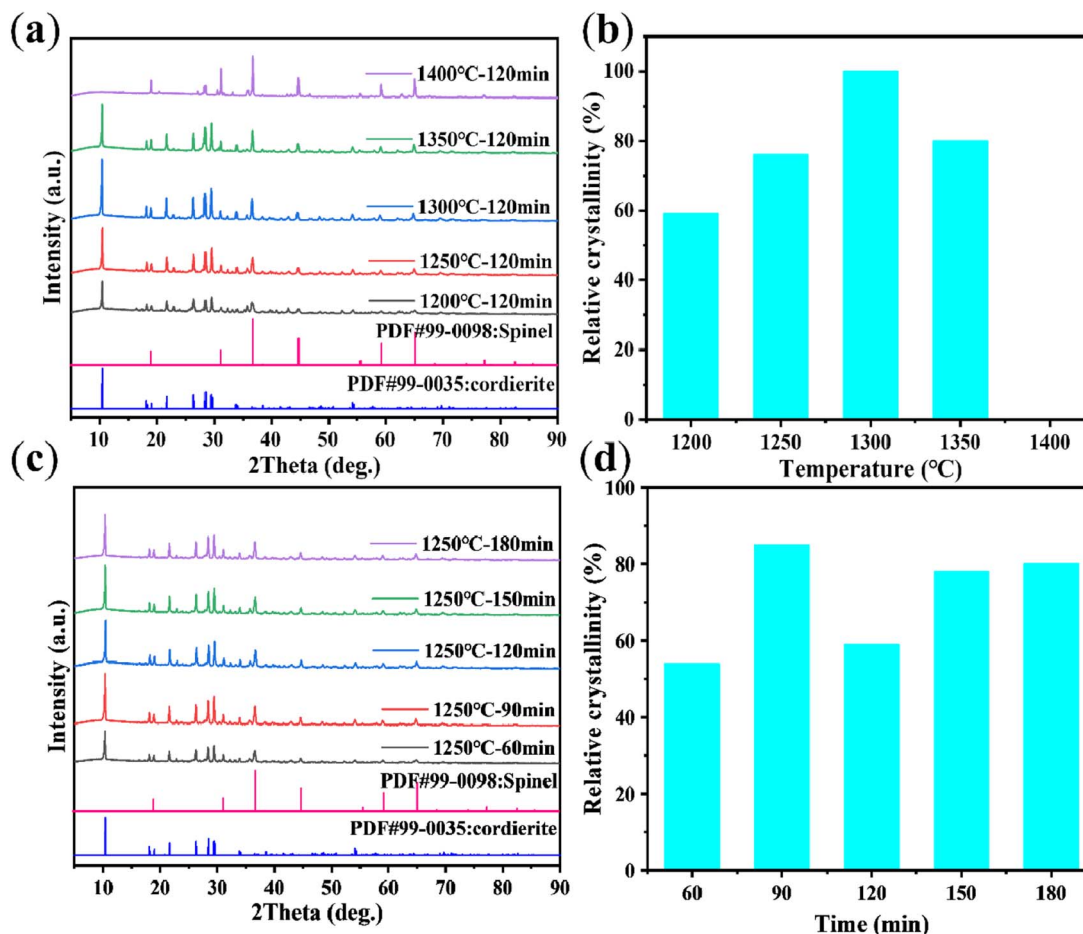 (a)
1400℃-120min
1350℃-120min
1300℃-120min
1250℃-120min
1200℃-120min
PDF#99-0098:Spinel
PDF#99-0035:cordierite
Intensity (a.u.)
10 20 30 40 50 60 70 80 90
2Theta (deg.)
(b)
Relative crystallinity (%)
100
80
60
40
20
0
1200 1250 1300 1350 1400
Temperature (℃)
(c)
1250℃-180min
1250℃-150min
1250℃-120min
1250℃-90min
1250℃-60min
PDF#99-0098:Spinel
PDF#99-0035:cordierite
Intensity (a.u.)
10 20 30 40 50 60 70 80 90
2Theta (deg.)
(d)
Relative crystallinity (%)
100
80
60
40
20
80
0
60 90 120 150 180
Time (min)